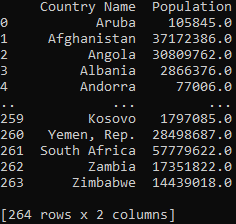 Country Name Population
0 Aruba 105845.0
1 Afghanistan 37172386.0
2 Angola 30809762.0
3 Albania 2866376.0
4 Andorra 77006.0
.. ... ...
259 Kosovo 1797085.0
260 Yemen, Rep. 28498687.0
261 South Africa 57779622.0
262 Zambia 17351822.0
263 Zimbabwe 14439018.0
[264 rows x 2 columns]